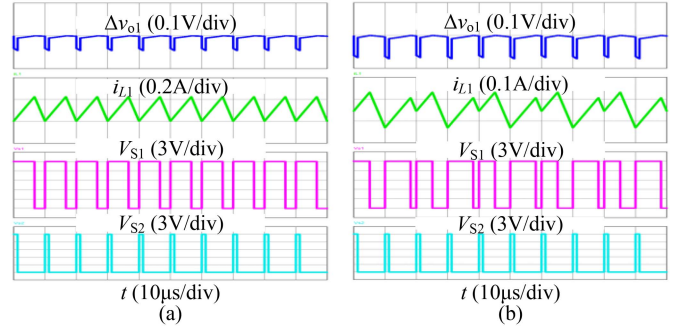 Δvo1 (0.1V/div)
iL1 (0.2A/div)
VS1 (3V/div)
VS2 (3V/div)
t (10μs/div)
(a)
Δvo1 (0.1V/div)
iL1 (0.1A/div)
VS1 (3V/div)
VS2 (3V/div)
t (10μs/div)
(b)